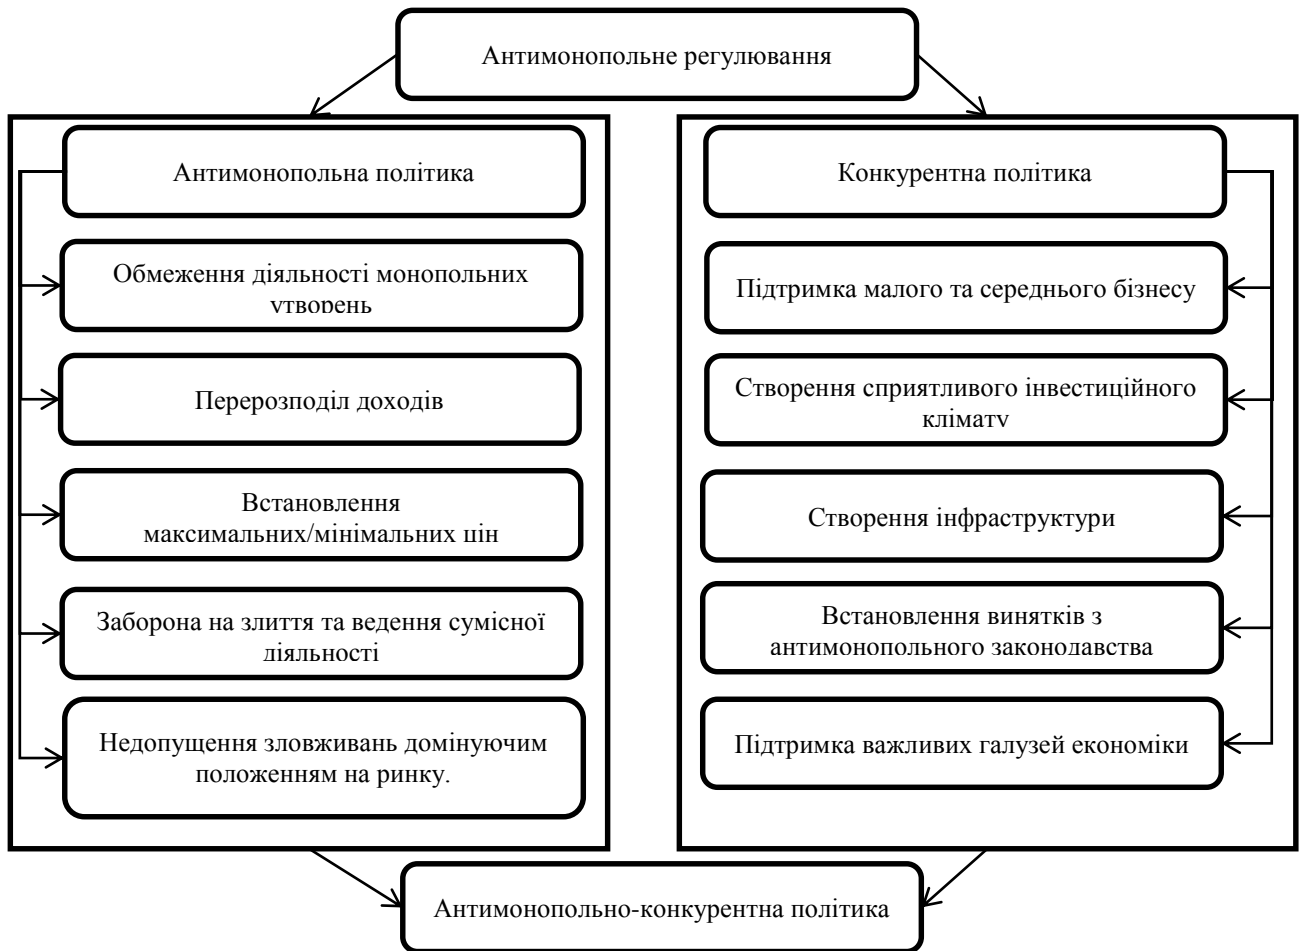 Антимонопольне регулювання
Антимонопольна політика
Обмеження діяльності монопольних
утворень
Перерозподіл доходів
Встановлення
максимальних/мінімальних цін
Заборона на злиття та ведення сумісної
діяльності
Недопущення зловживань домінуючим
положенням на ринку.
Конкурентна політика
Підтримка малого та середнього бізнесу
Створення сприятливого інвестиційного
клімату
Створення інфраструктури
Встановлення винятків з
антимонопольного законодавства
Підтримка важливих галузей економіки
Антимонопольно-конкурентна політика